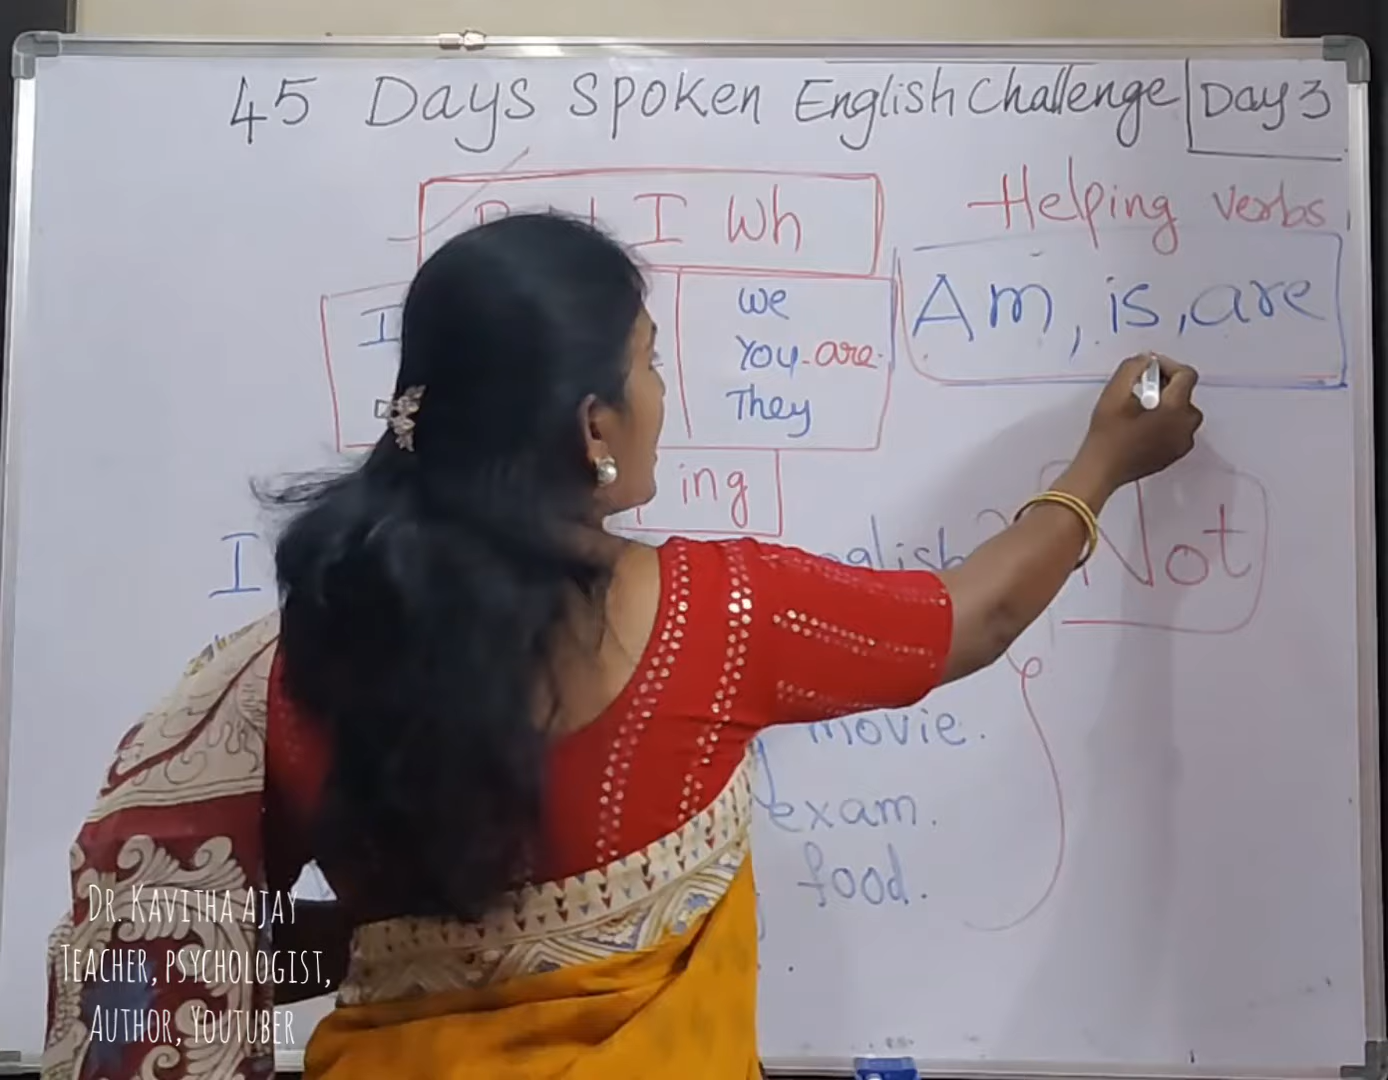 45 Days Spoken English Challenge Day 3
Helping verbs
I Wh
Am, is, are
I
We
You - are
They
ing
I
Not
movie.
exam.
food.
Dr. Kavitha Ajay
Teacher, psychologist,
Author, Youtuber